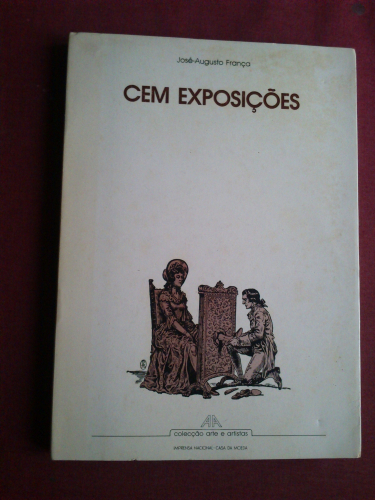 José-Augusto França
CEM EXPOSIÇÕES
colecção arte e artistas
IMPRENSA NACIONAL · CASA DA MOEDA